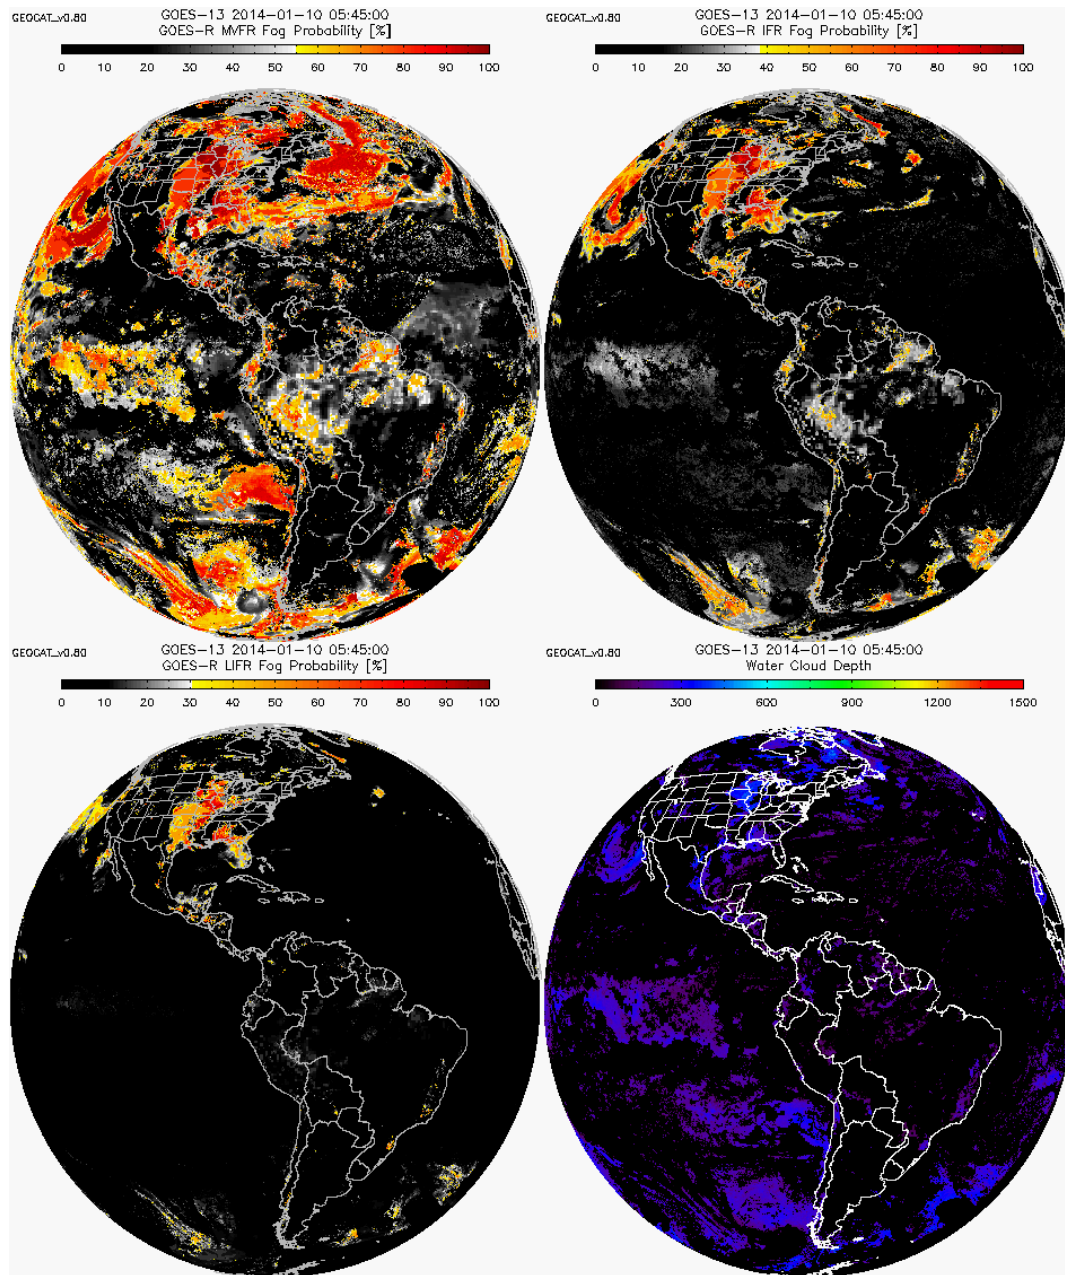 GEOCAT_v0.80
GOES-13 2014-01-10 05:45:00
GOES-R MVFR Fog Probability [%]
0 10 20 30 40 50 60 70 80 90 100
GEOCAT_v0.80
GOES-13 2014-01-10 05:45:00
GOES-R IFR Fog Probability [%]
0 10 20 30 40 50 60 70 80 90 100
GEOCAT_v0.80
GOES-13 2014-01-10 05:45:00
GOES-R LIFR Fog Probability [%]
0 10 20 30 40 50 60 70 80 90 100
GEOCAT_v0.80
GOES-13 2014-01-10 05:45:00
Water Cloud Depth
0 300 600 900 1200 1500